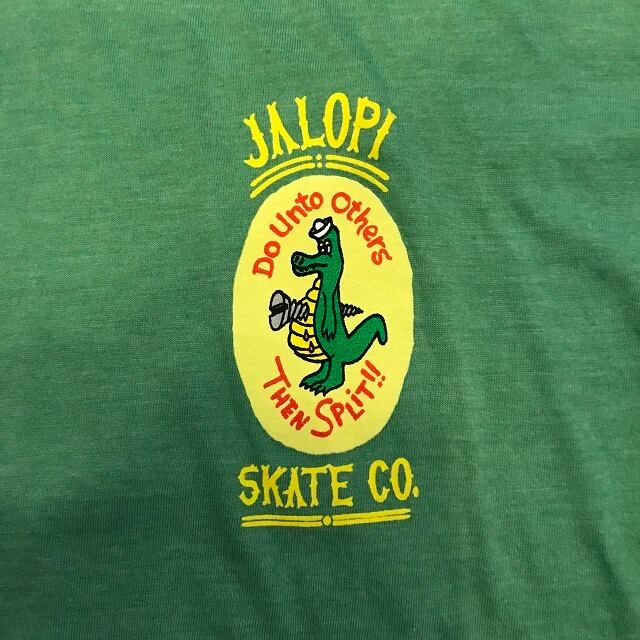 JALOPI
Do Unto Others
THEN SPLIT!!
SKATE CO.